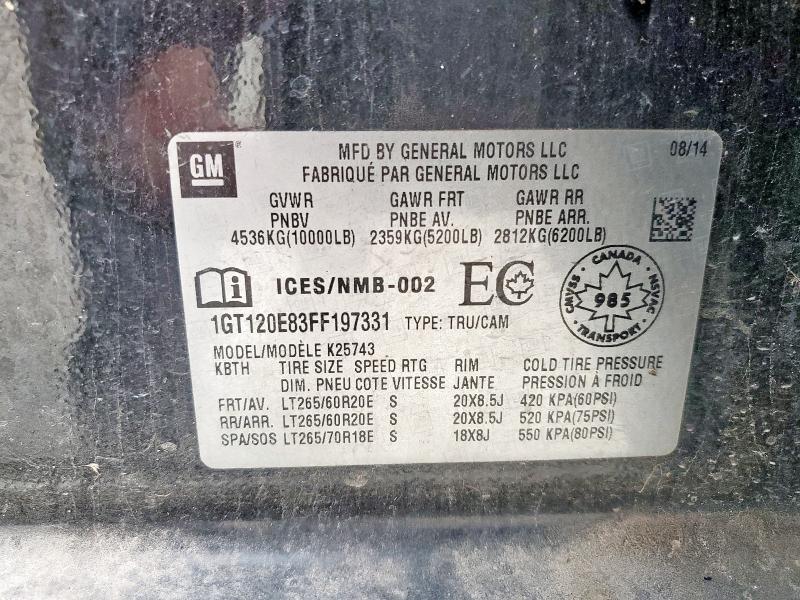 GM
MFD BY GENERAL MOTORS LLC 08/14
FABRIQUÉ PAR GENERAL MOTORS LLC
GVWR GAWR FRT GAWR RR
PNBV PNBE AV. PNBE ARR.
4536KG(10000LB) 2359KG(5200LB) 2812KG(6200LB)
i ICES/NMB-002 EC
CANADA
CMVSS 985 NSVAC
TRANSPORT
1GT120E83FF197331 TYPE: TRU/CAM
MODEL/MODÈLE K25743
KBTH TIRE SIZE SPEED RTG RIM COLD TIRE PRESSURE
DIM. PNEU COTE VITESSE JANTE PRESSION À FROID
FRT/AV. LT265/60R20E S 20X8.5J 420 KPA(60PSI)
RR/ARR. LT265/60R20E S 20X8.5J 520 KPA(75PSI)
SPA/SOS LT265/70R18E S 18X8J 550 KPA(80PSI)